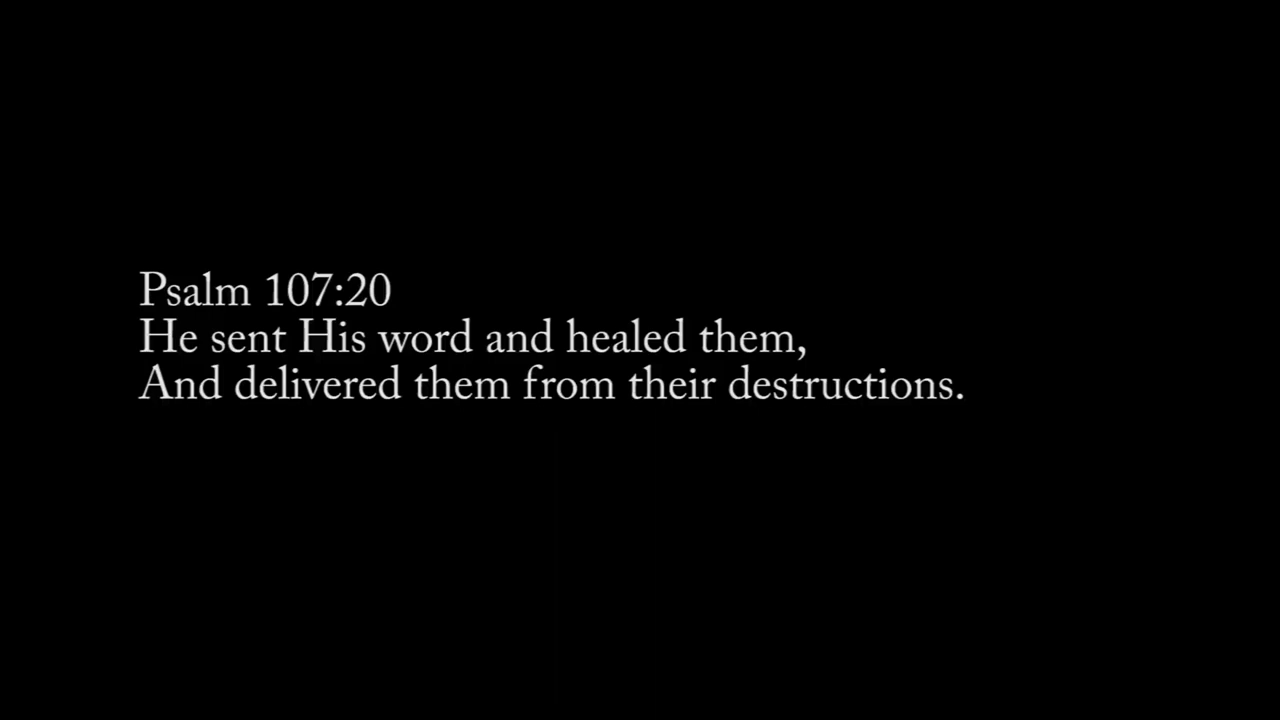 Psalm 107:20
He sent His word and healed them,
And delivered them from their destructions.